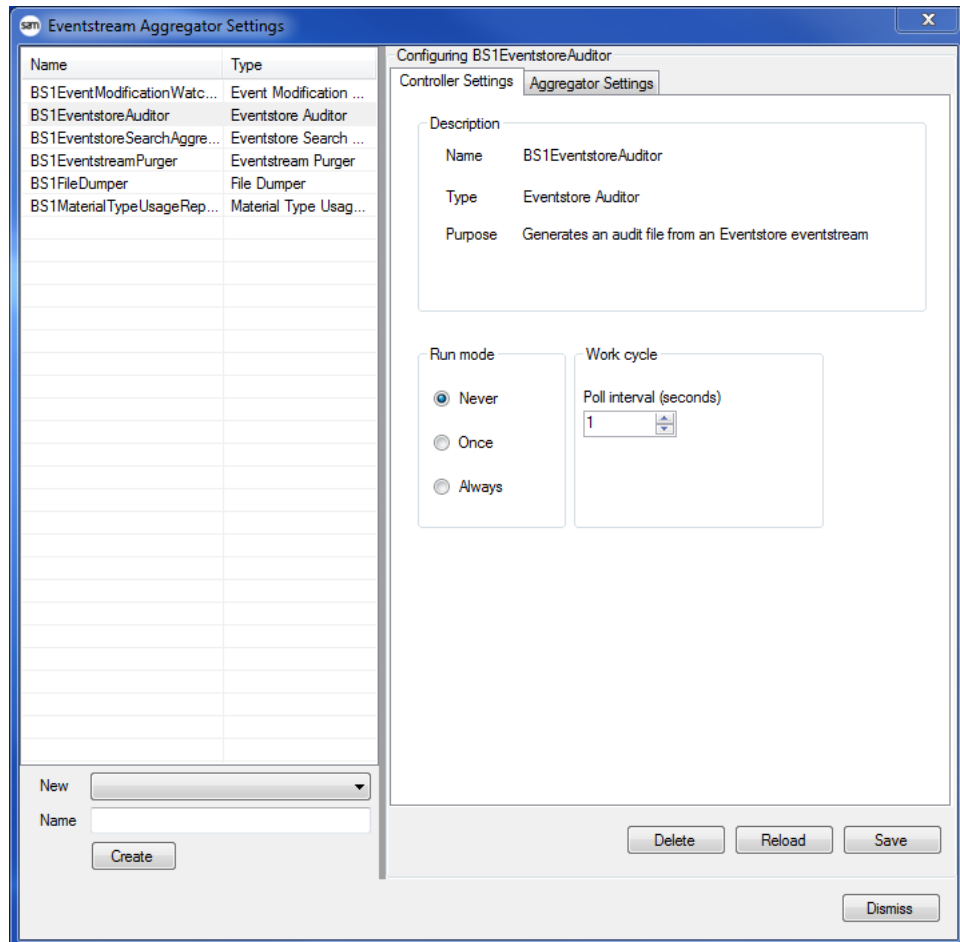 sam Eventstream Aggregator Settings
X
Name Type
BS1EventModificationWatc... Event Modification ...
BS1EventstoreAuditor Eventstore Auditor
BS1EventstoreSearchAggre... Eventstore Search ...
BS1EventstreamPurger Eventstream Purger
BS1FileDumper File Dumper
BS1MaterialTypeUsageRep... Material Type Usag...
New
Name
Create
Configuring BS1EventstoreAuditor
Controller Settings Aggregator Settings
Description
Name BS1EventstoreAuditor
Type Eventstore Auditor
Purpose Generates an audit file from an Eventstore eventstream
Run mode
Never
Once
Always
Work cycle
Poll interval (seconds)
1
Delete Reload Save
Dismiss